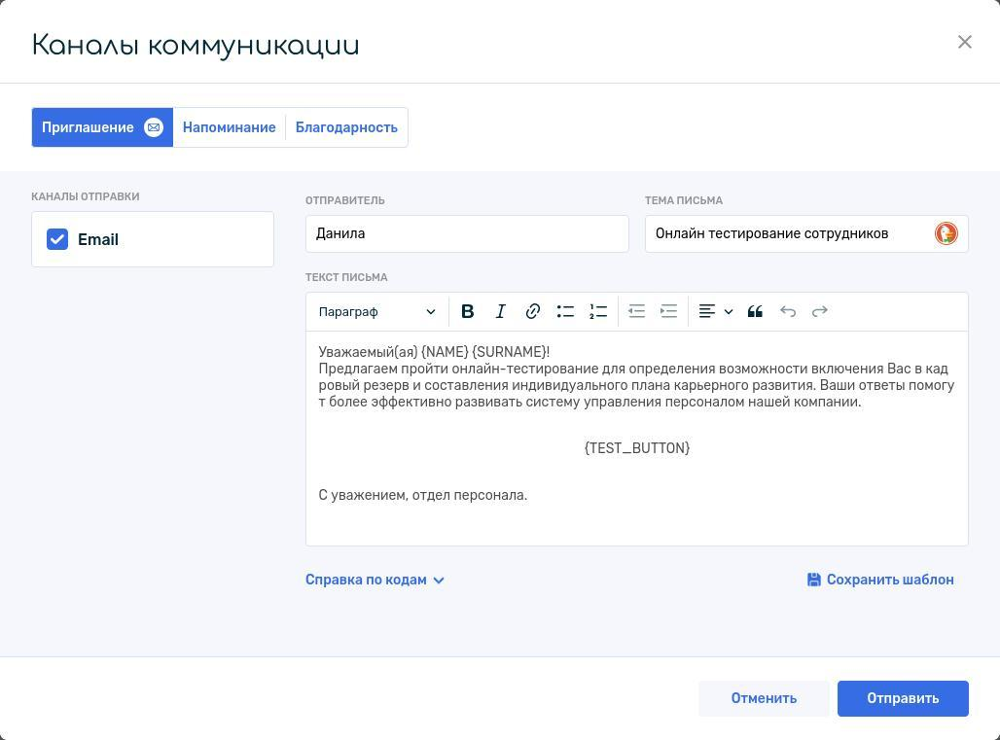 Каналы коммуникации
Приглашение Напоминание Благодарность
КАНАЛЫ ОТПРАВКИ
Email
ОТПРАВИТЕЛЬ
Данила
ТЕМА ПИСЬМА
Онлайн тестирование сотрудников
ТЕКСТ ПИСЬМА
Параграф B I
Уважаемый(ая) {NAME} {SURNAME}!
Предлагаем пройти онлайн-тестирование для определения возможности включения Вас в кад
ровый резерв и составления индивидуального плана карьерного развития. Ваши ответы помогу
т более эффективно развивать систему управления персоналом нашей компании.
{TEST_BUTTON}
С уважением, отдел персонала.
Справка по кодам
Сохранить шаблон
Отменить
Отправить